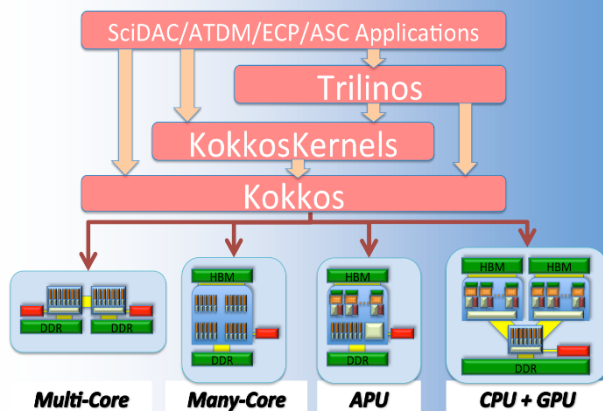 SciDAC/ATDM/ECP/ASC Applications
Trilinos
KokkosKernels
Kokkos
HBM
HBM
HBM HBM
DDR DDR
DDR
DDR
DDR
Multi-Core
Many-Core
APU
CPU + GPU